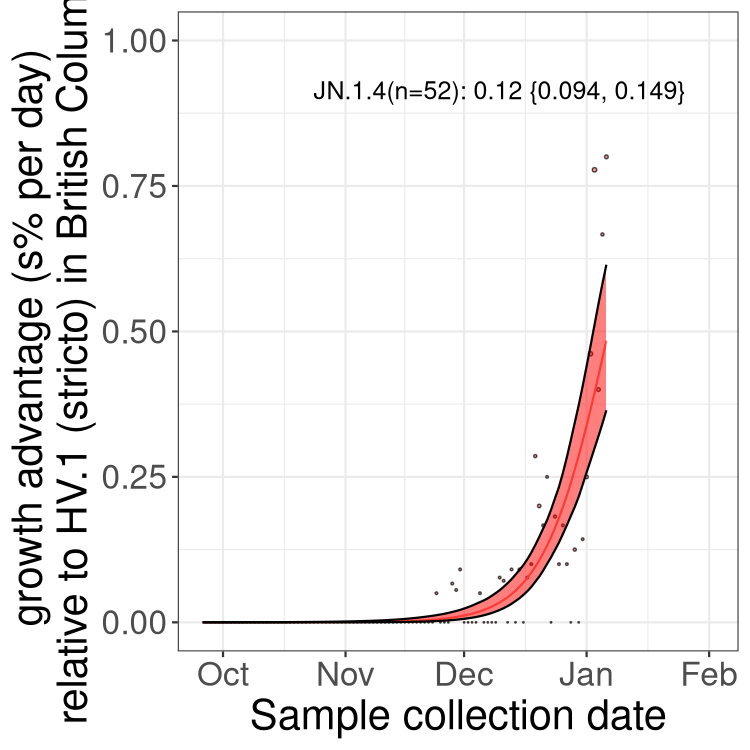 growth advantage (s% per day)
relative to HV.1 (stricto) in British Colum
1.00
0.75
0.50
0.25
0.00
JN.1.4(n=52): 0.12 {0.094, 0.149}
Oct Nov Dec Jan Feb
Sample collection date